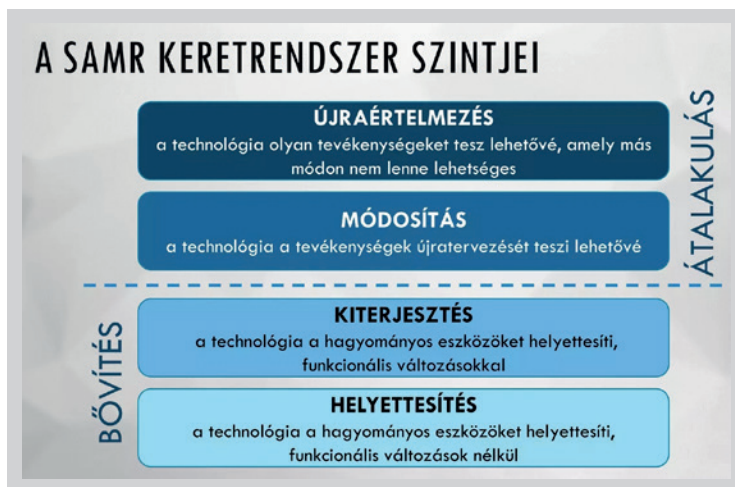 A SAMR KERETRENDSZER SZINTJEI
ÚJRAÉRTELMEZÉS
a technológia olyan tevékenységeket tesz lehetővé, amely más
módon nem lenne lehetséges
MÓDOSÍTÁS
a technológia a tevékenységek újratervezését teszi lehetővé
ÁTALAKULÁS
KITERJESZTÉS
a technológia a hagyományos eszközöket helyettesíti,
funkcionális változásokkal
HELYETTESÍTÉS
a technológia a hagyományos eszközöket helyettesíti,
funkcionális változások nélkül
BŐVÍTÉS